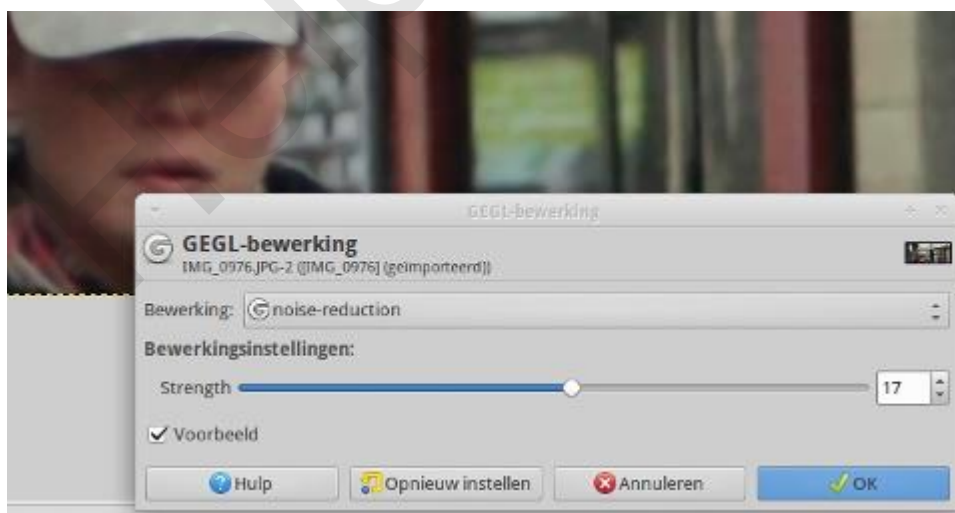 GEGL-bewerking
GEGL-bewerking
IMG_0976.JPG-2 ([IMG_0976] (geïmporteerd))
Bewerking: noise-reduction
Bewerkingsinstellingen:
Strength 17
Voorbeeld
Hulp Opnieuw instellen Annuleren OK